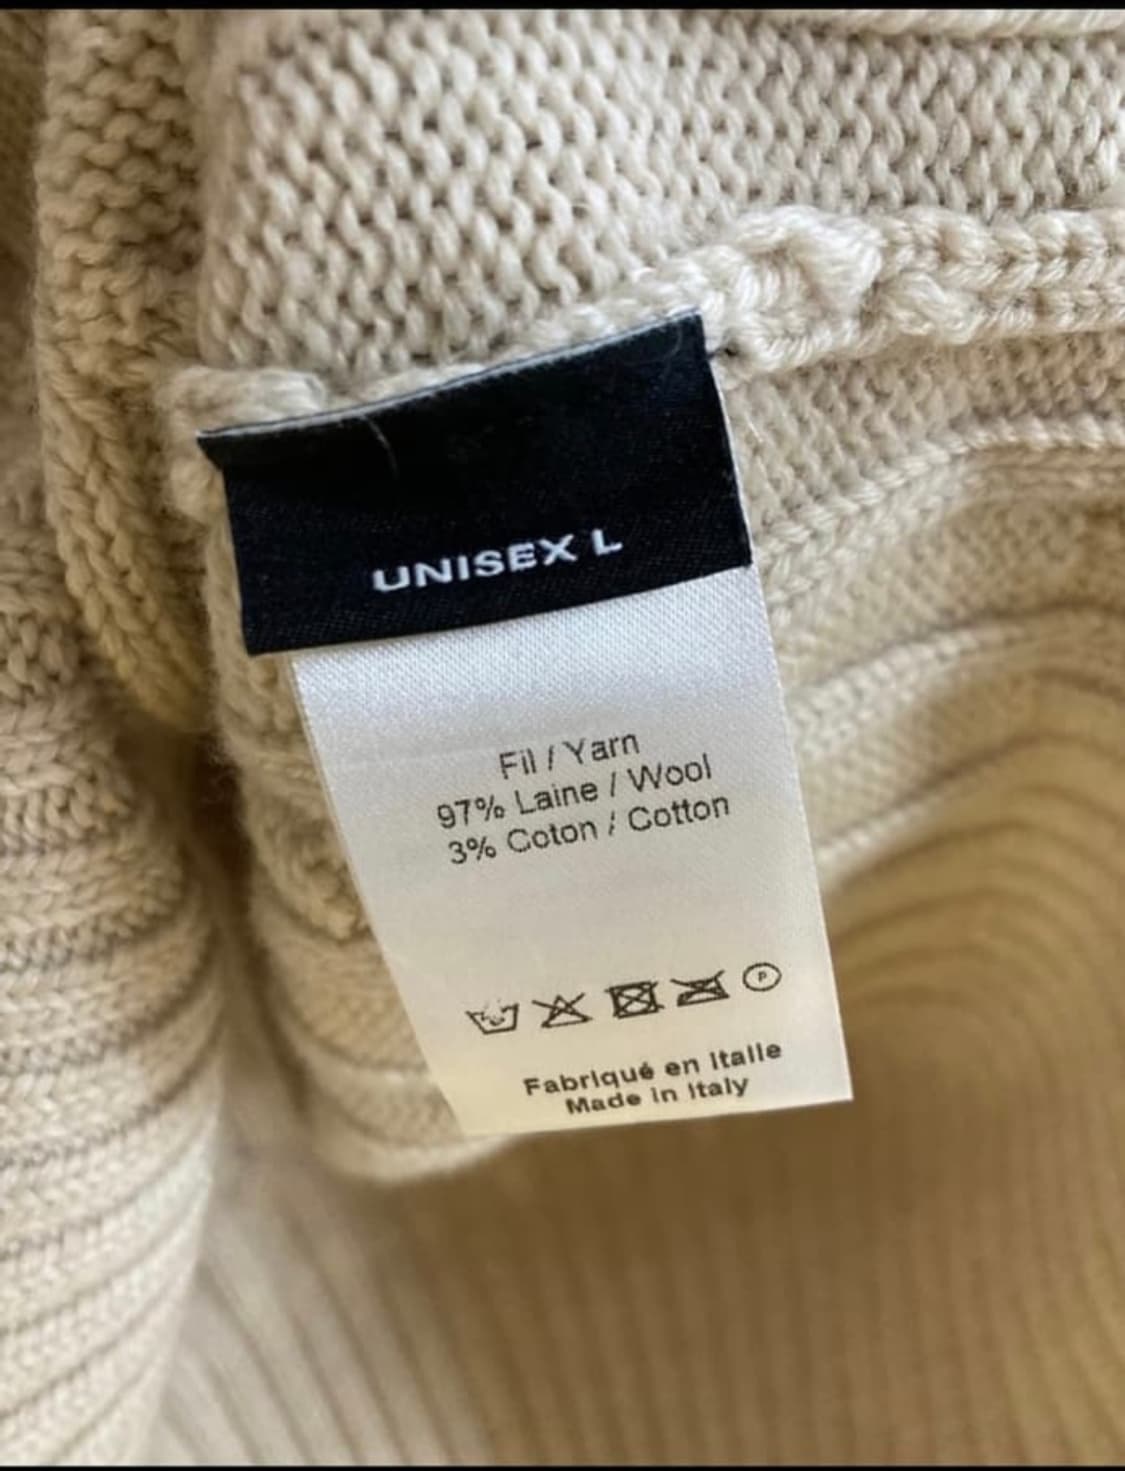 UNISEX L
Fil / Yarn
97% Laine / Wool
3% Coton / Cotton
P
Fabriqué en Italie
Made in Italy